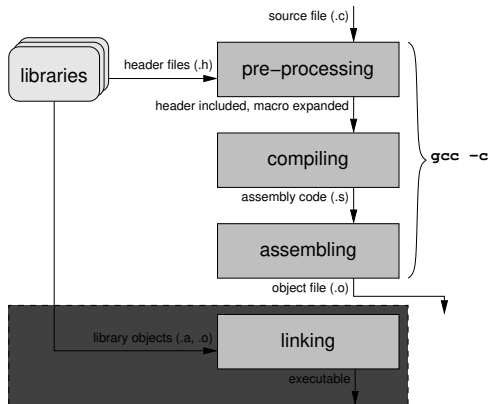 source file (.c)
pre-processing
libraries
header files (.h)
header included, macro expanded
compiling
gcc -c
assembly code (.s)
assembling
object file (.o)
library objects (.a, .o)
linking
executable